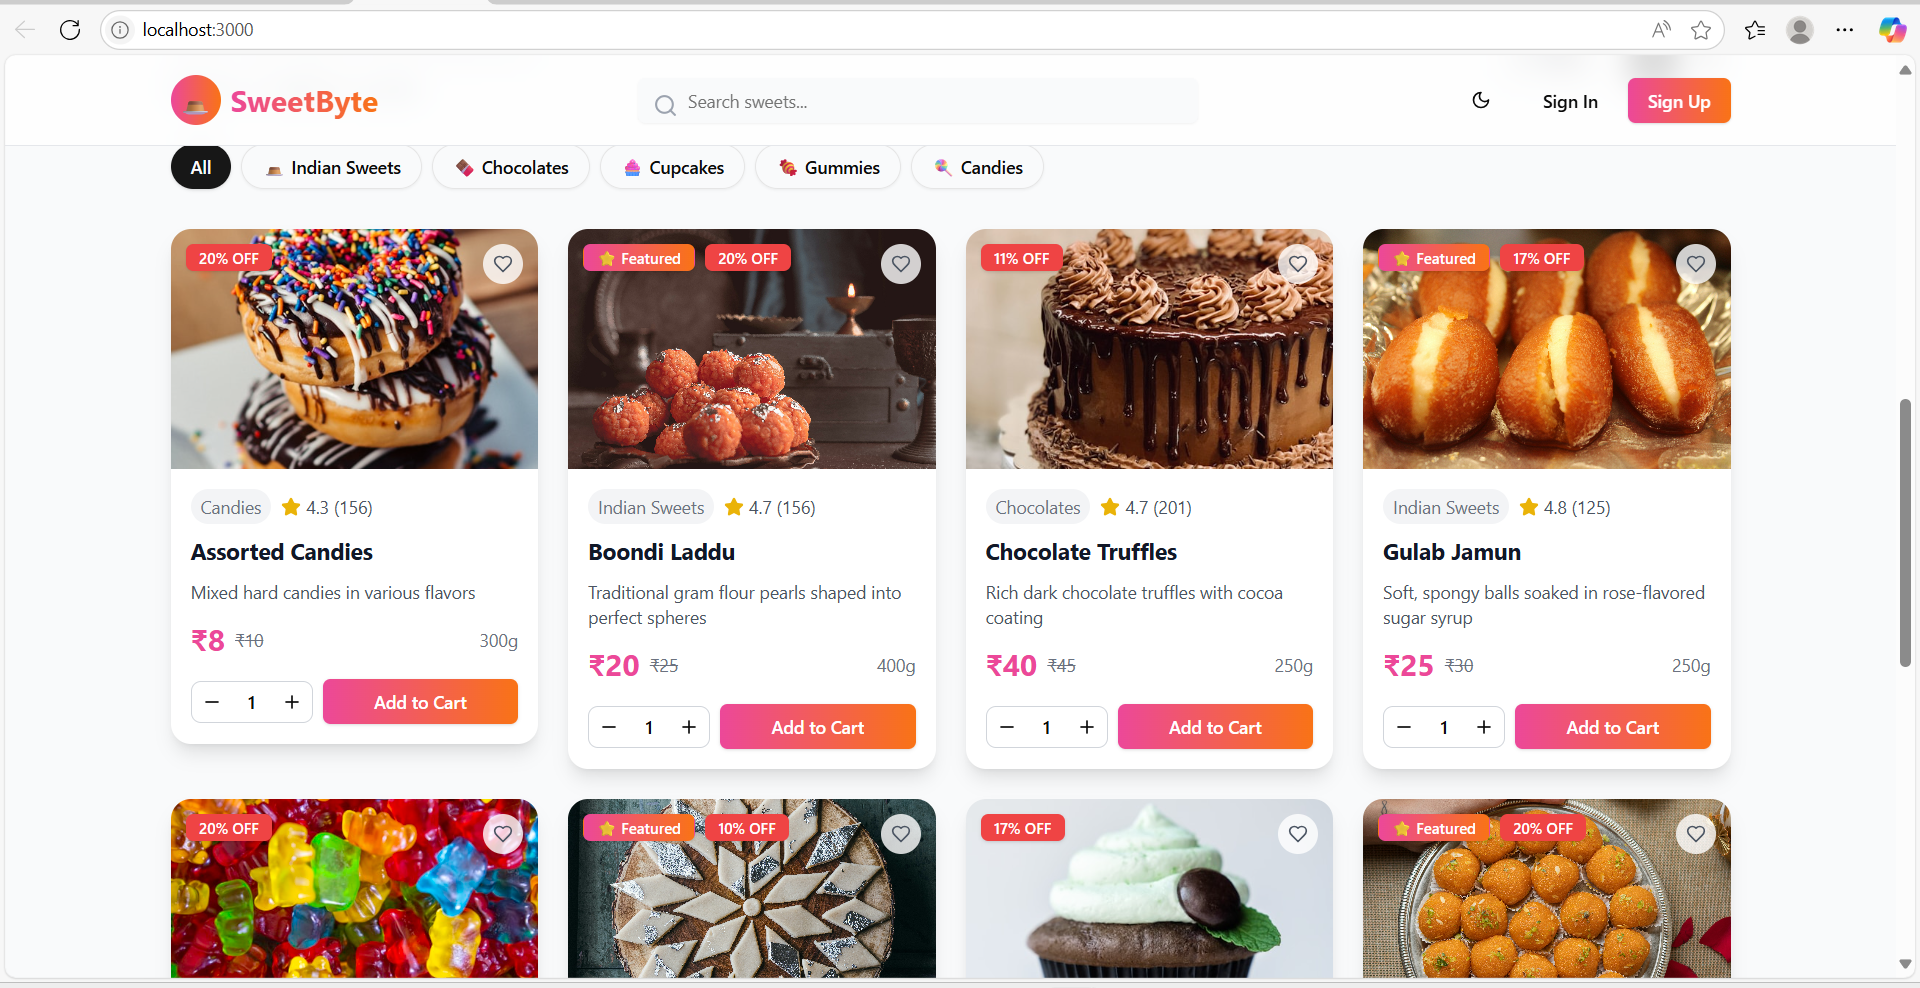 localhost:3000
SweetByte
Search sweets...
Sign In
Sign Up
All
Indian Sweets
Chocolates
Cupcakes
Gummies
Candies
20% OFF
Featured
20% OFF
11% OFF
Featured
17% OFF
Candies
4.3 (156)
Assorted Candies
Mixed hard candies in various flavors
₹8 ₹10 300g
1
Add to Cart
Indian Sweets
4.7 (156)
Boondi Laddu
Traditional gram flour pearls shaped into
perfect spheres
₹20 ₹25 400g
1
Add to Cart
Chocolates
4.7 (201)
Chocolate Truffles
Rich dark chocolate truffles with cocoa
coating
₹40 ₹45 250g
1
Add to Cart
Indian Sweets
4.8 (125)
Gulab Jamun
Soft, spongy balls soaked in rose-flavored
sugar syrup
₹25 ₹30 250g
1
Add to Cart
20% OFF
Featured
10% OFF
17% OFF
Featured
20% OFF